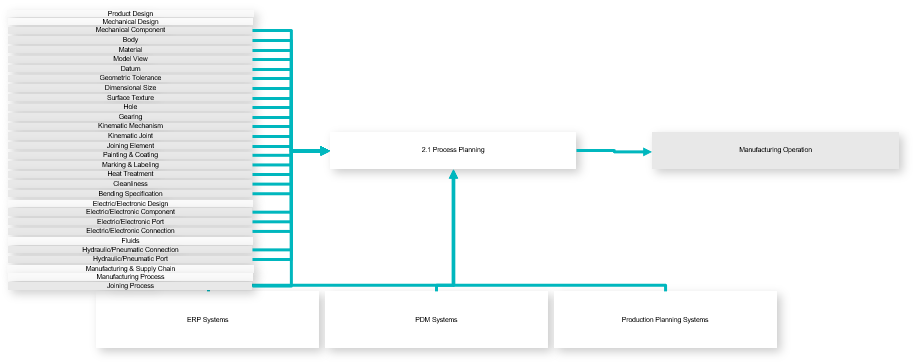 Product Design
Mechanical Design
Mechanical Component
Body
Material
Model View
Datum
Geometric Tolerance
Dimensional Size
Surface Texture
Hole
Gearing
Kinematic Mechanism
Kinematic Joint
Joining Element
Painting & Coating
Marking & Labeling
Heat Treatment
Cleanliness
Bending Specification
Electric/Electronic Design
Electric/Electronic Component
Electric/Electronic Port
Electric/Electronic Connection
Fluids
Hydraulic/Pneumatic Connection
Hydraulic/Pneumatic Port
Manufacturing & Supply Chain
Manufacturing Process
Joining Process
2.1 Process Planning
Manufacturing Operation
ERP Systems
PDM Systems
Production Planning Systems